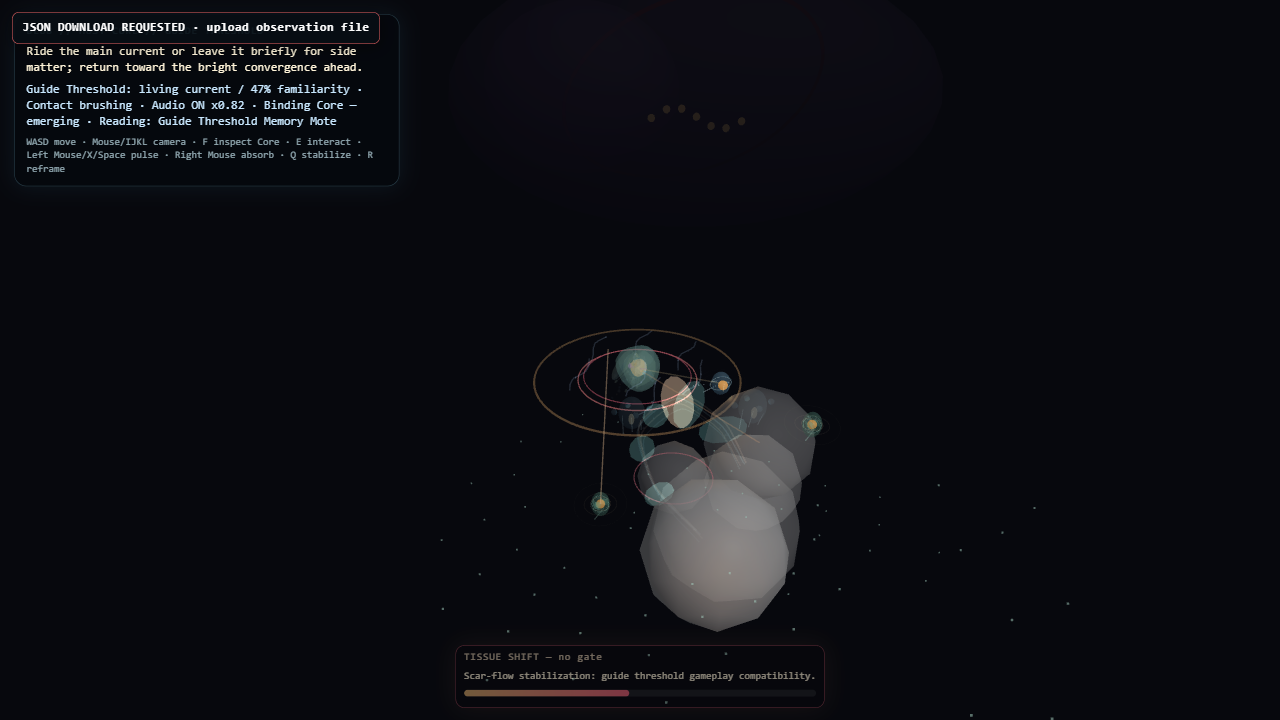 JSON DOWNLOAD REQUESTED · upload observation file
Ride the main current or leave it briefly for side
matter; return toward the bright convergence ahead.
Guide Threshold: living current / 47% familiarity ·
Contact brushing · Audio ON x0.82 · Binding Core —
emerging · Reading: Guide Threshold Memory Mote
WASD move · Mouse/IJKL camera · F inspect Core · E interact ·
Left Mouse/X/Space pulse · Right Mouse absorb · Q stabilize · R
reframe
TISSUE SHIFT — no gate
Scar-flow stabilization: guide threshold gameplay compatibility.